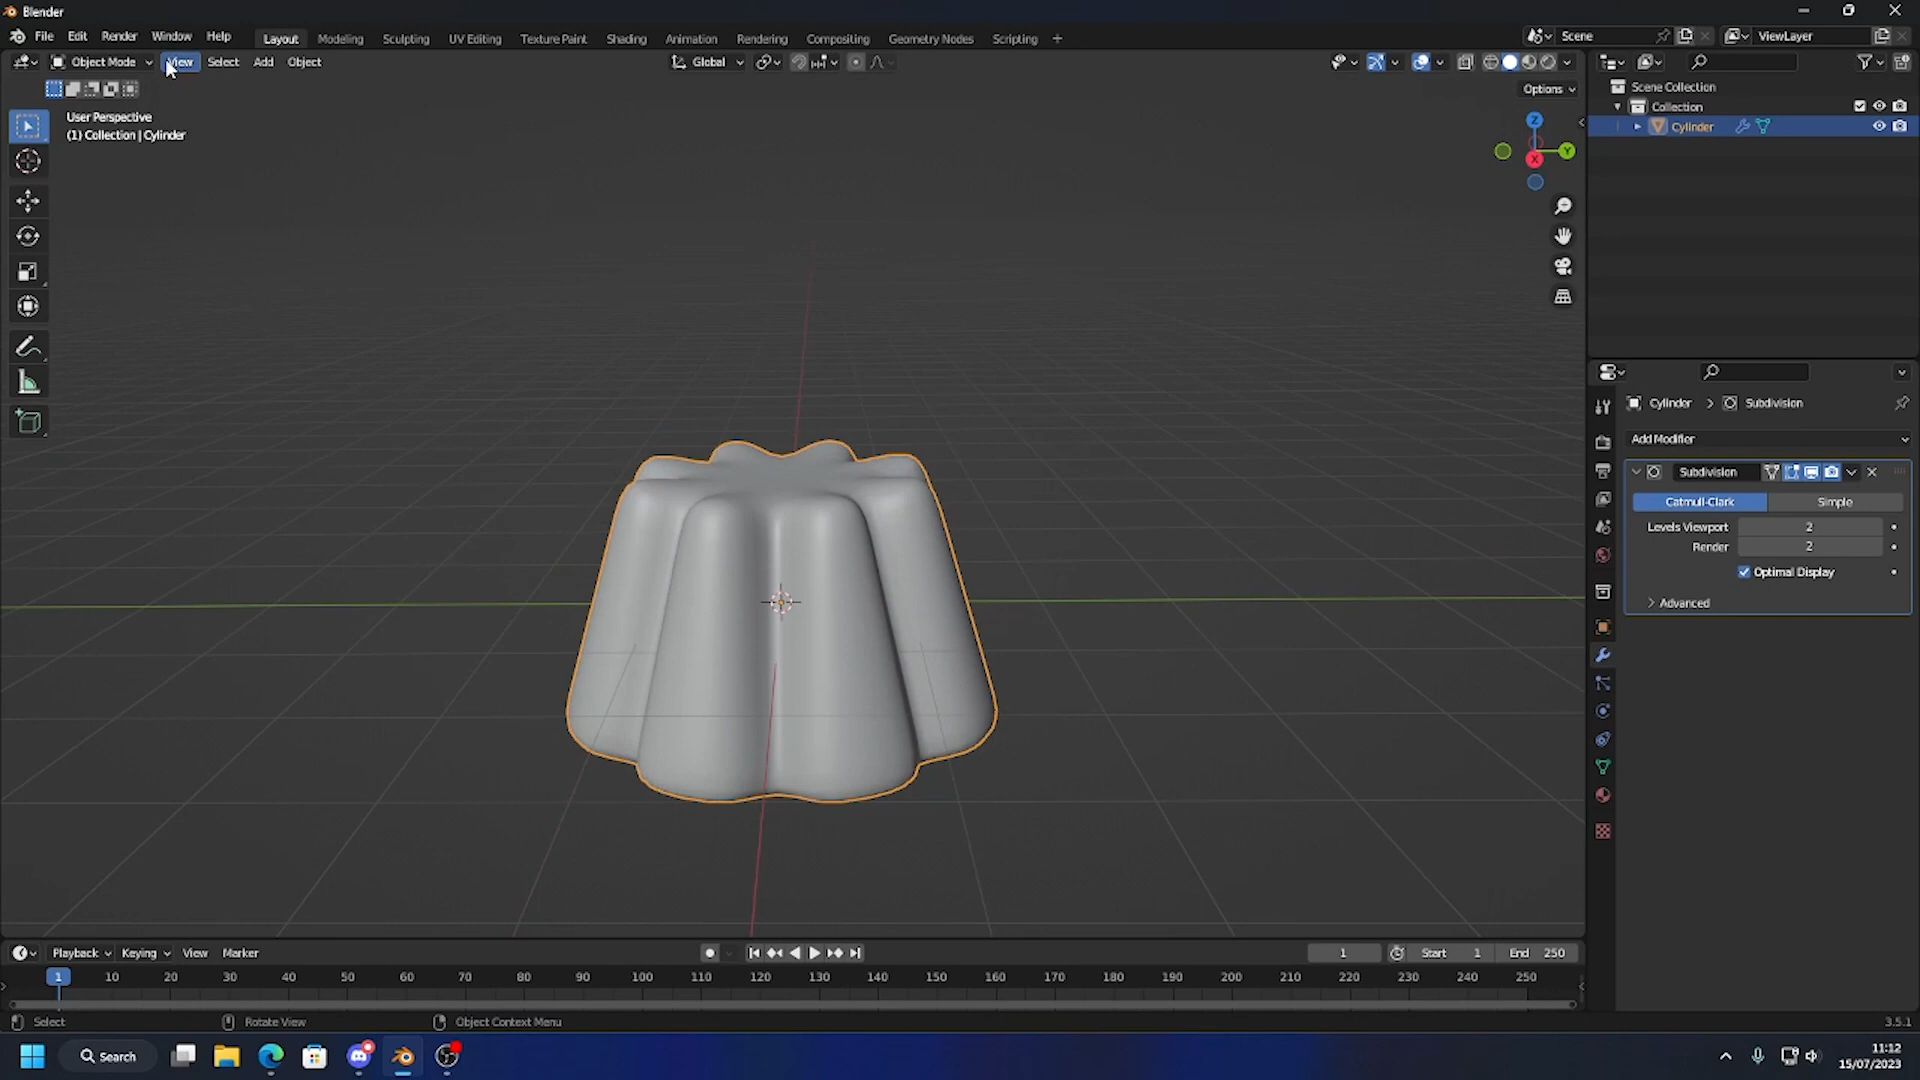 Blender
File Edit Render Window Help Layout Modeling Sculpting UV Editing Texture Paint Shading Animation Rendering Compositing Geometry Nodes Scripting + Scene ViewLayer
Object Mode View Select Add Object Global
Options
User Perspective
(1) Collection | Cylinder
Z
Y
X
Scene Collection
Collection
Cylinder
Cylinder > Subdivision
Add Modifier
Subdivision
Catmull-Clark Simple
Levels Viewport 2
Render 2
Optimal Display
Advanced
Playback Keying View Marker 1 Start 1 End 250
1 10 20 30 40 50 60 70 80 90 100 110 120 130 140 150 160 170 180 190 200 210 220 230 240 250
Select Rotate View Object Context Menu 3.5.1
Search
11:12
15/07/2023